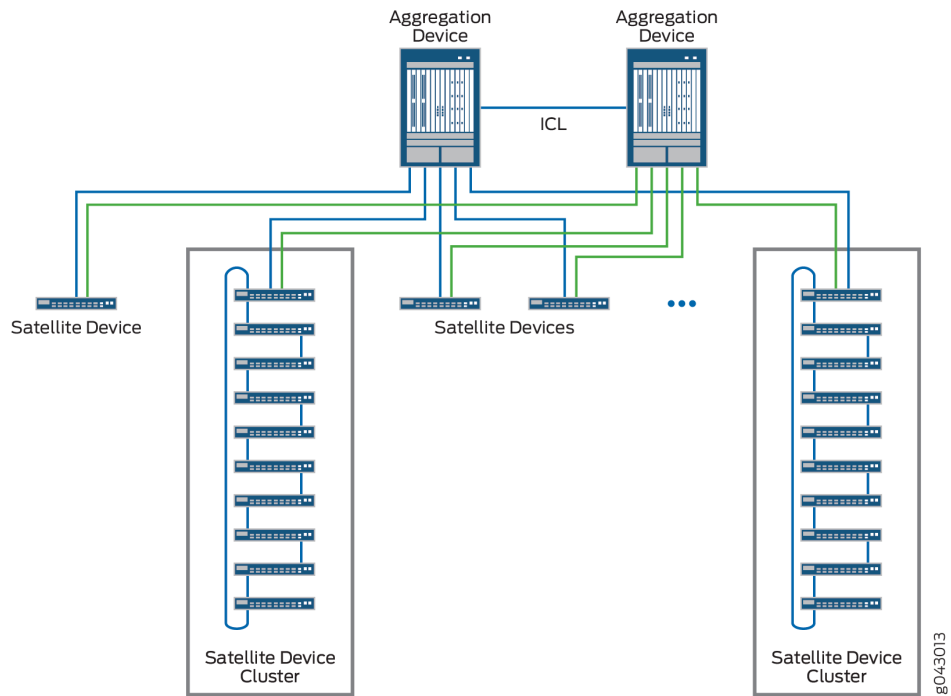 Aggregation
Device
Aggregation
Device
ICL
Satellite Device
Satellite Devices
Satellite Device
Cluster
Satellite Device
Cluster
g043013